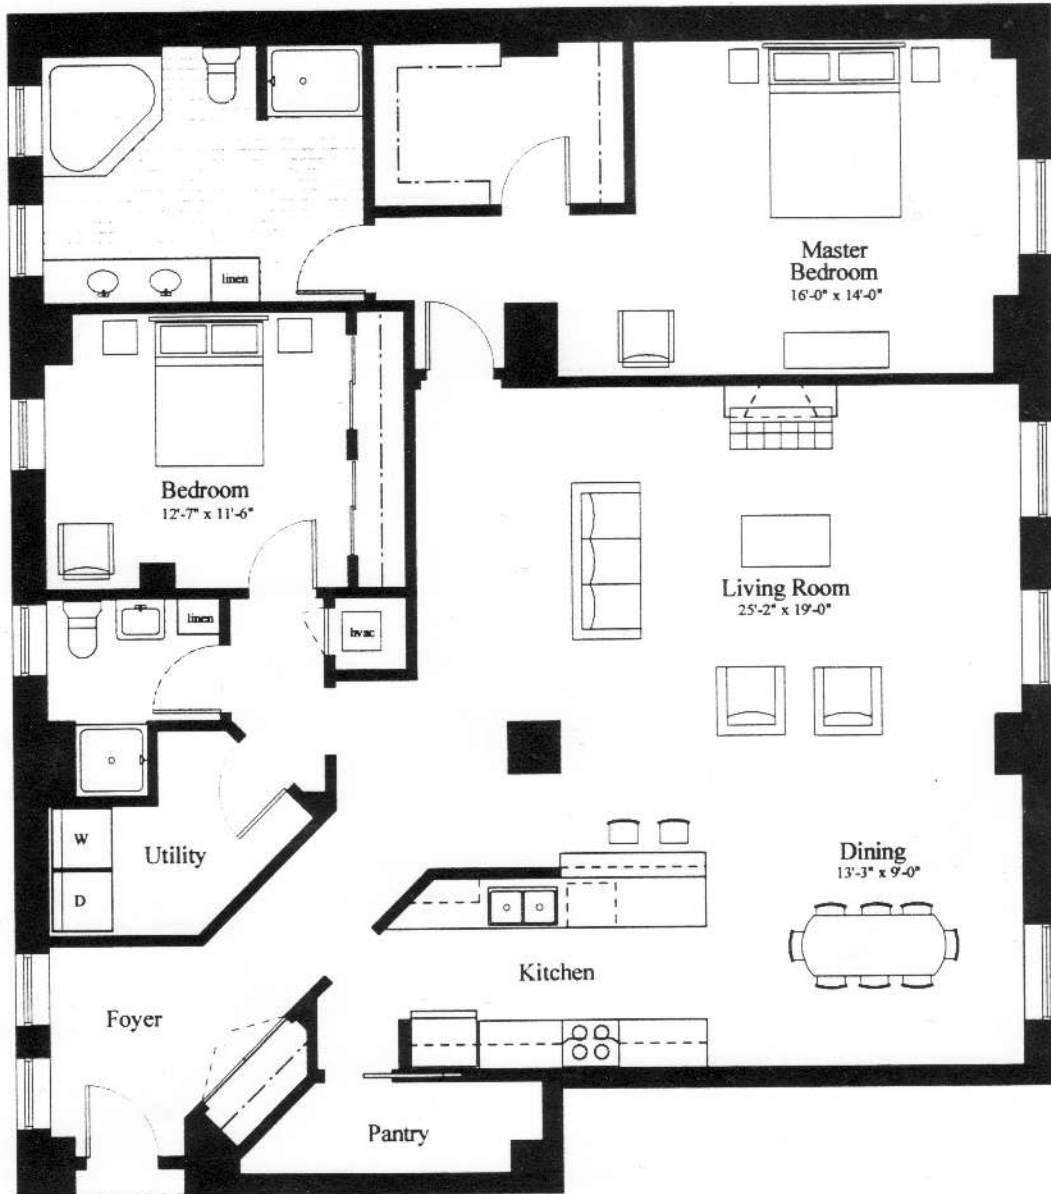 linen
Master
Bedroom
16'-0" x 14'-0"
Bedroom
12'-7" x 11'-6"
Living Room
25'-2" x 19'-0"
linen
hvac
W
Utility
D
Dining
13'-3" x 9'-0"
Kitchen
Foyer
Pantry